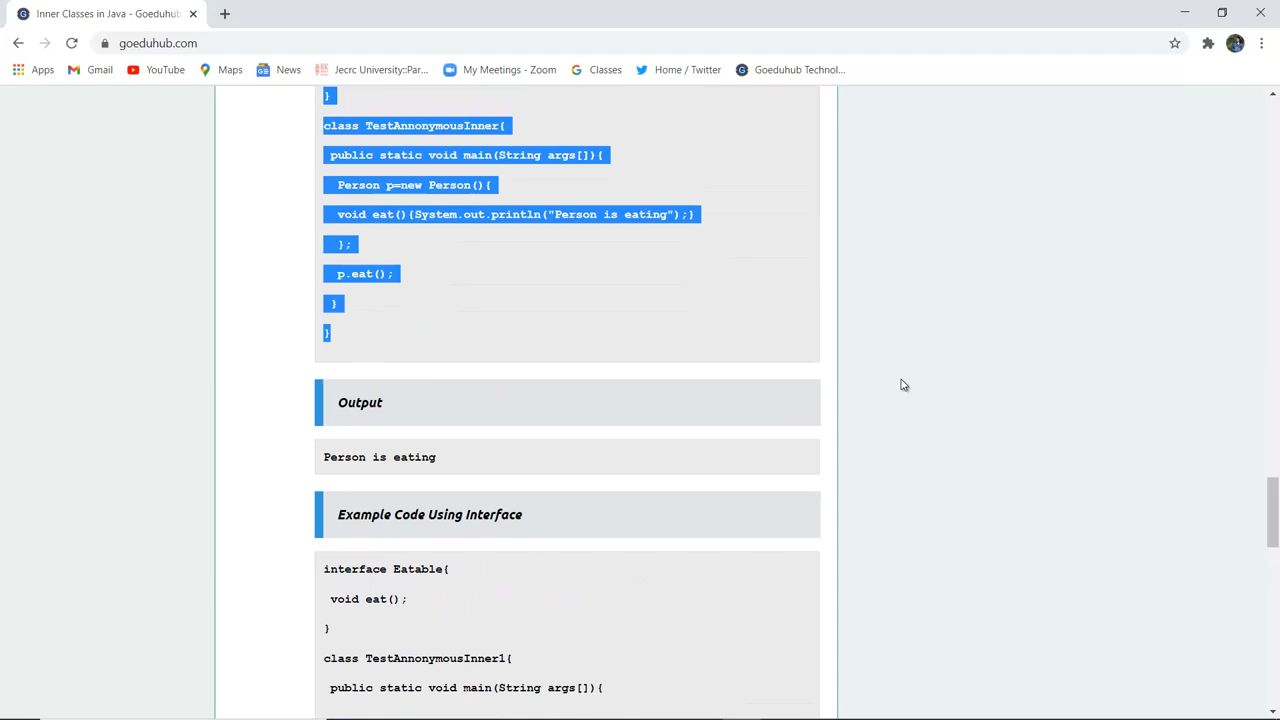 Inner Classes in Java - Goeduhub
goeduhub.com
Apps Gmail YouTube Maps News Jecrc University::Par... My Meetings - Zoom Classes Home / Twitter Goeduhub Technol...
}
class TestAnnonymousInner{
public static void main(String args[]){
Person p=new Person(){
void eat(){System.out.println("Person is eating");}
};
p.eat();
}
}
Output
Person is eating
Example Code Using Interface
interface Eatable{
void eat();
}
class TestAnnonymousInner1{
public static void main(String args[]){